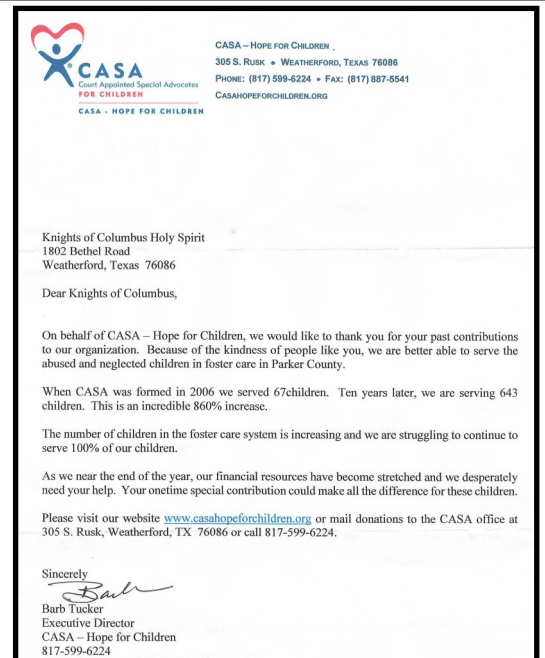 CASA
Court Appointed Special Advocates
FOR CHILDREN
CASA - HOPE FOR CHILDREN
CASA – HOPE FOR CHILDREN
305 S. RUSK • WEATHERFORD, TEXAS 76086
PHONE: (817) 599-6224 • FAX: (817) 887-5541
CASAHOPEFORCHILDREN.ORG
Knights of Columbus Holy Spirit
1802 Bethel Road
Weatherford, Texas 76086
Dear Knights of Columbus,
On behalf of CASA – Hope for Children, we would like to thank you for your past contributions
to our organization. Because of the kindness of people like you, we are better able to serve the
abused and neglected children in foster care in Parker County.
When CASA was formed in 2006 we served 67children. Ten years later, we are serving 643
children. This is an incredible 860% increase.
The number of children in the foster care system is increasing and we are struggling to continue to
serve 100% of our children.
As we near the end of the year, our financial resources have become stretched and we desperately
need your help. Your onetime special contribution could make all the difference for these children.
Please visit our website www.casahopeforchildren.org or mail donations to the CASA office at
305 S. Rusk, Weatherford, TX 76086 or call 817-599-6224.
Sincerely
Barb
Barb Tucker
Executive Director
CASA – Hope for Children
817-599-6224